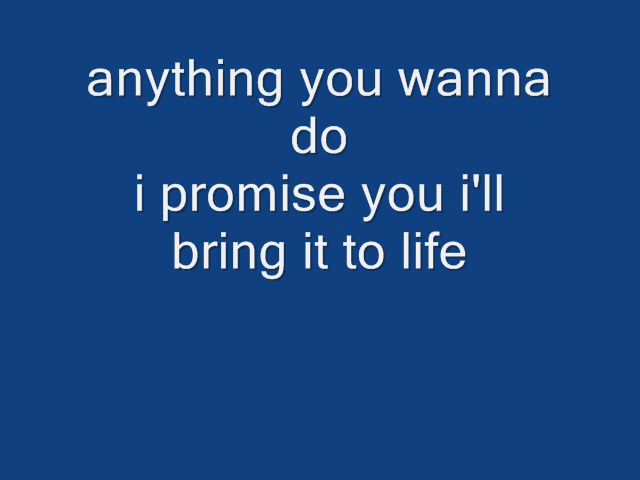 anything you wanna
do
i promise you i'll
bring it to life